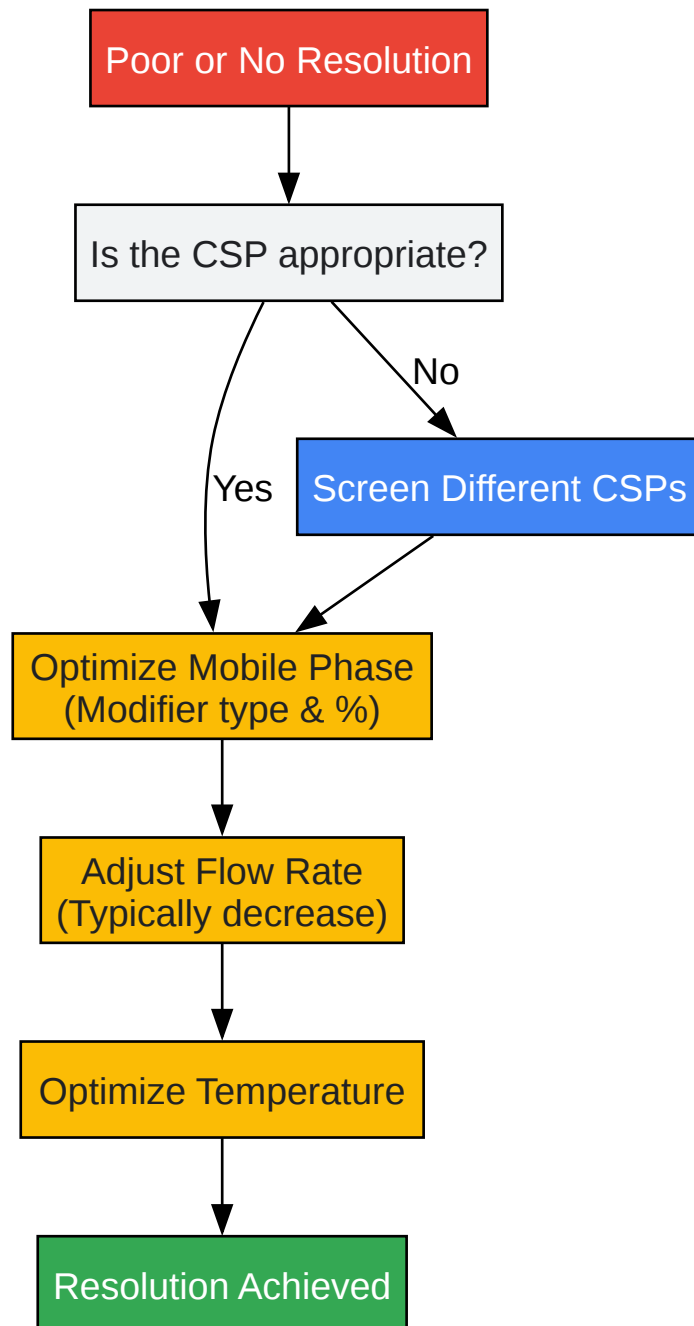 Poor or No Resolution
Is the CSP appropriate?
No
Yes
Screen Different CSPs
Optimize Mobile Phase
(Modifier type & %)
Adjust Flow Rate
(Typically decrease)
Optimize Temperature
Resolution Achieved